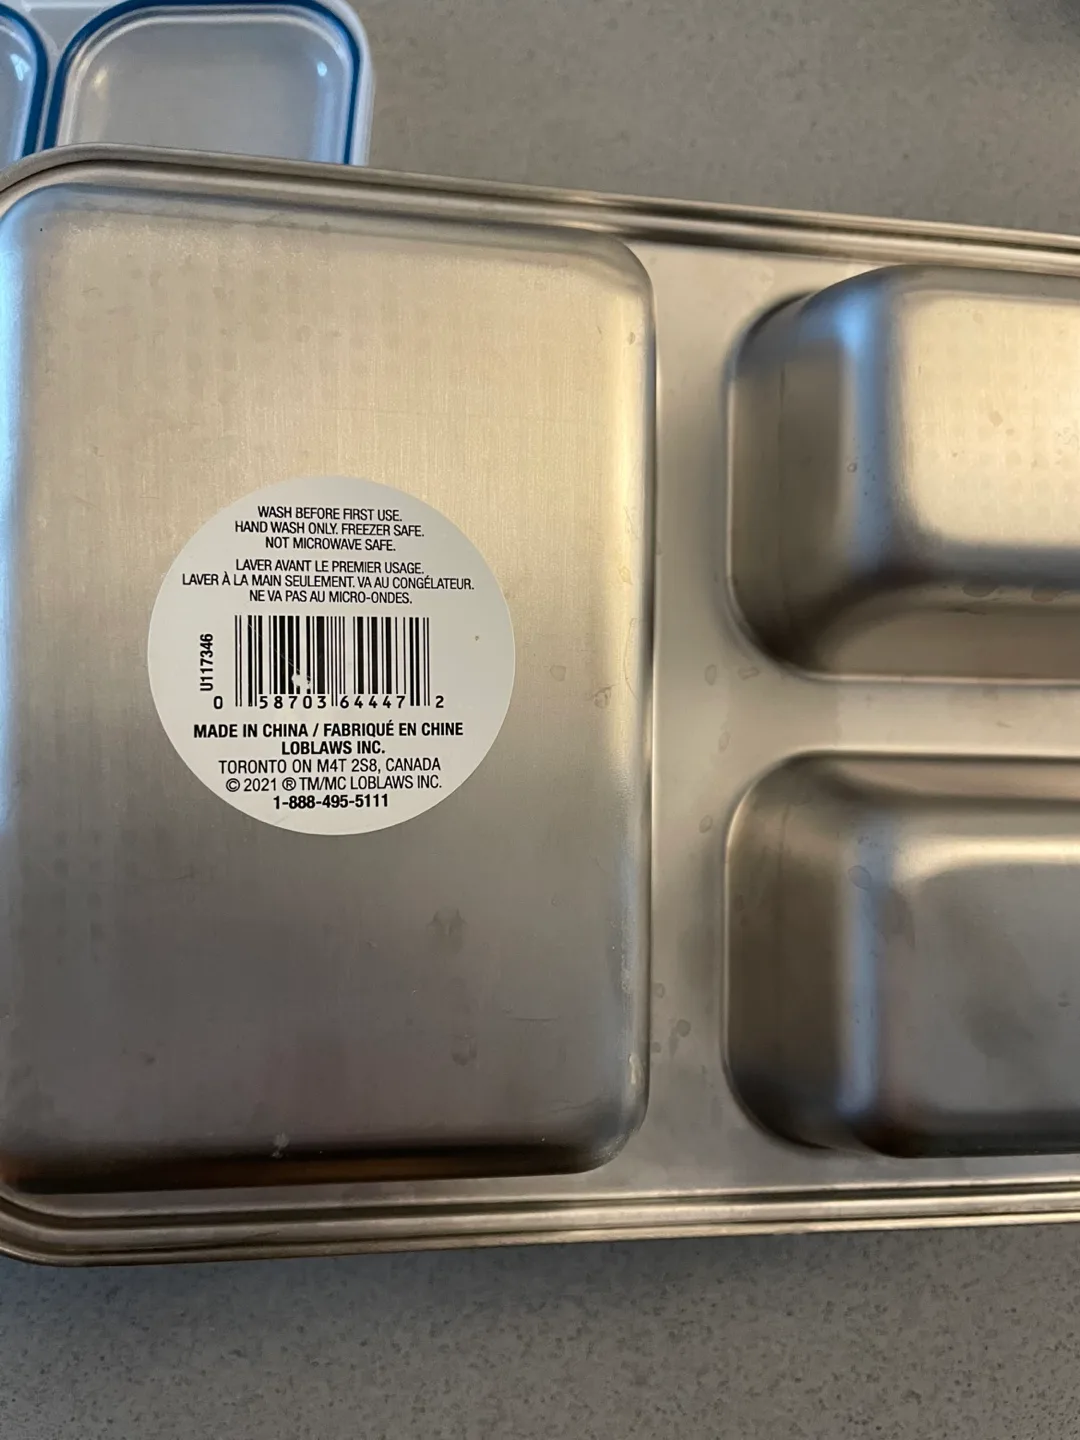 WASH BEFORE FIRST USE.
HAND WASH ONLY. FREEZER SAFE.
NOT MICROWAVE SAFE.
LAVER AVANT LE PREMIER USAGE.
LAVER À LA MAIN SEULEMENT. VA AU CONGÉLATEUR.
NE VA PAS AU MICRO-ONDES.
U117346
0 58703 64447 2
MADE IN CHINA / FABRIQUÉ EN CHINE
LOBLAWS INC.
TORONTO ON M4T 2S8, CANADA
© 2021 ® TM/MC LOBLAWS INC.
1-888-495-5111